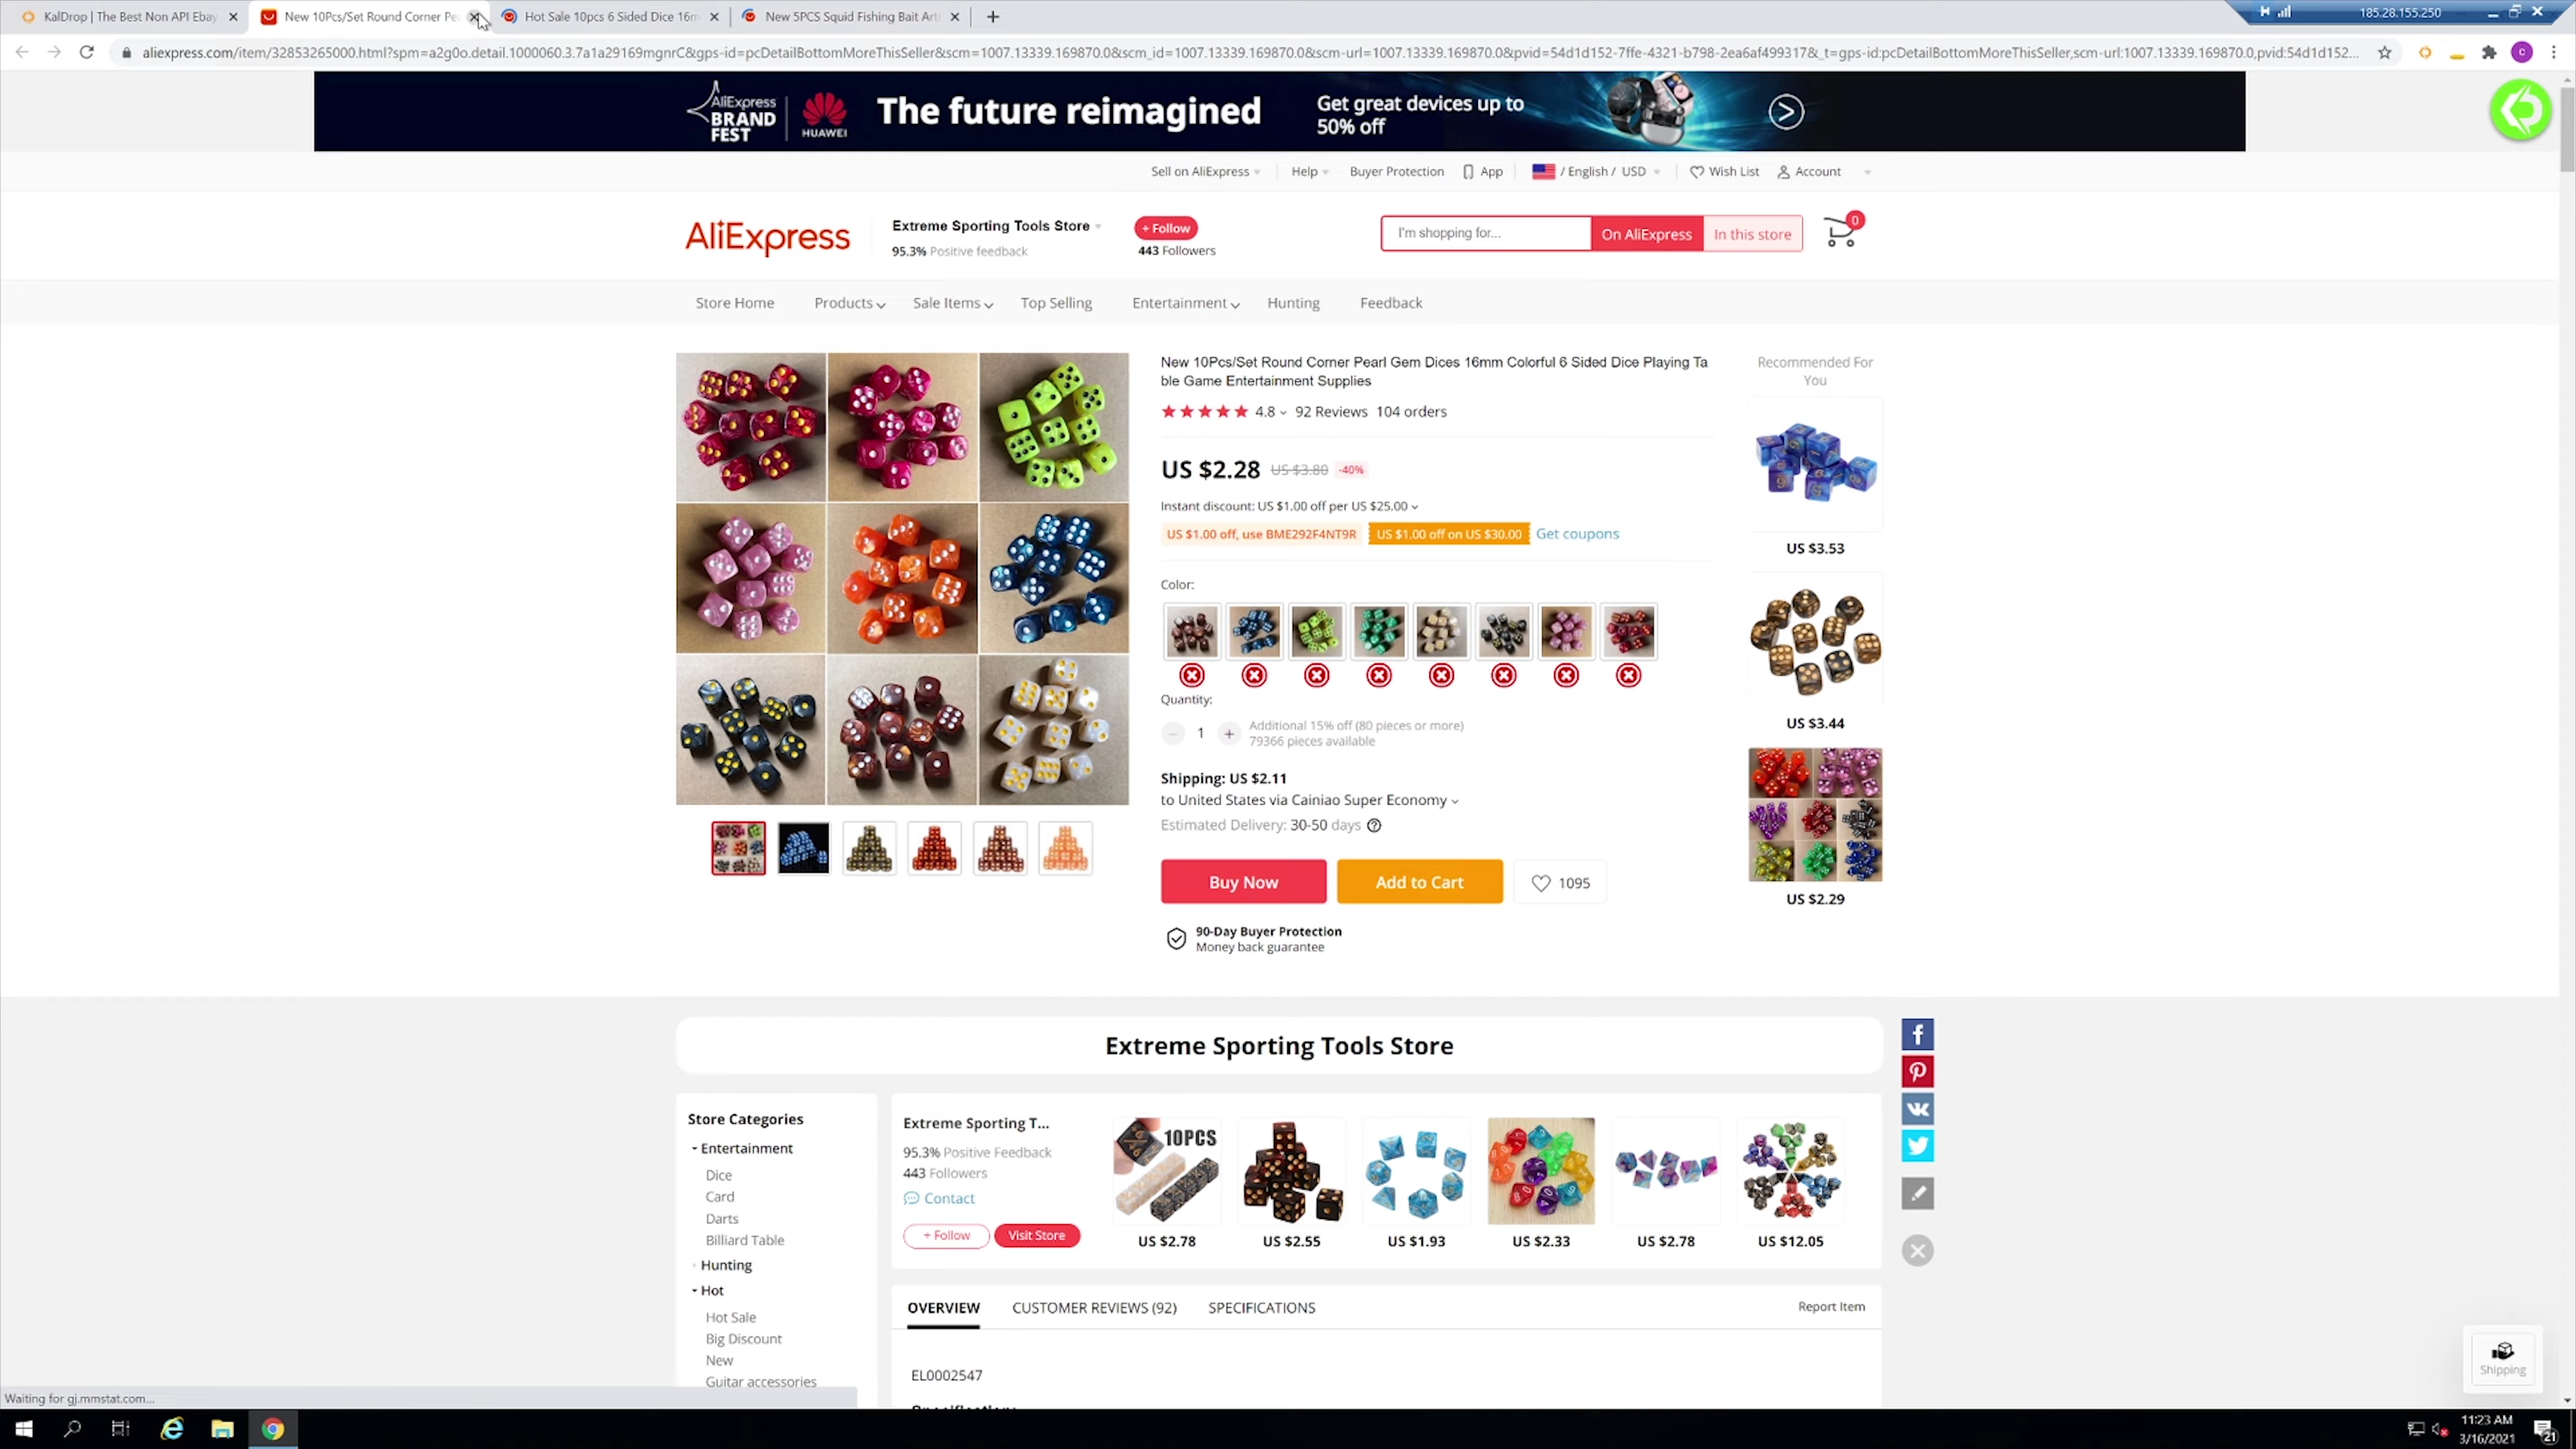 KalDrop | The Best Non API Ebay
New 10Pcs/Set Round Corner Pe
Hot Sale 10pcs 6 Sided Dice 16m
New 5PCS Squid Fishing Bait Arti
185.28.155.250
aliexpress.com/item/32853265000.html?spm=a2g0o.detail.1000060.3.7a1a29169mgnrC&gps-id=pcDetailBottomMoreThisSeller&scm=1007.13339.169870.0&scm_id=1007.13339.169870.0&scm-url=1007.13339.169870.0&pvid=54d1d152-7ffe-4321-b798-2ea6af499317&_t=gps-id:pcDetailBottomMoreThisSeller,scm-url:1007.13339.169870.0,pvid:54d1d152...
AliExpress
BRAND
FEST
HUAWEI
The future reimagined
Get great devices up to
50% off
Sell on AliExpress
Help
Buyer Protection
App
/ English / USD
Wish List
Account
AliExpress
Extreme Sporting Tools Store
95.3% Positive feedback
+ Follow
443 Followers
I'm shopping for...
On AliExpress
In this store
0
Store Home
Products
Sale Items
Top Selling
Entertainment
Hunting
Feedback
New 10Pcs/Set Round Corner Pearl Gem Dices 16mm Colorful 6 Sided Dice Playing Ta
ble Game Entertainment Supplies
4.8
92 Reviews
104 orders
US $2.28 US $3.80 -40%
Instant discount: US $1.00 off per US $25.00
US $1.00 off, use BME292F4NT9R
US $1.00 off on US $30.00
Get coupons
Color:
Quantity:
1
Additional 15% off (80 pieces or more)
79366 pieces available
Shipping: US $2.11
to United States via Cainiao Super Economy
Estimated Delivery: 30-50 days
Buy Now
Add to Cart
1095
90-Day Buyer Protection
Money back guarantee
Recommended For
You
US $3.53
US $3.44
US $2.29
Extreme Sporting Tools Store
Store Categories
Entertainment
Dice
Card
Darts
Billiard Table
Hunting
Hot
Hot Sale
Big Discount
New
Guitar accessories
Extreme Sporting T...
95.3% Positive Feedback
443 Followers
Contact
+ Follow
Visit Store
10PCS
US $2.78
US $2.55
US $1.93
US $2.33
US $2.78
US $12.05
OVERVIEW
CUSTOMER REVIEWS (92)
SPECIFICATIONS
Report Item
EL0002547
Shipping
Waiting for gj.mmstat.com...
11:23 AM
3/16/2021
21